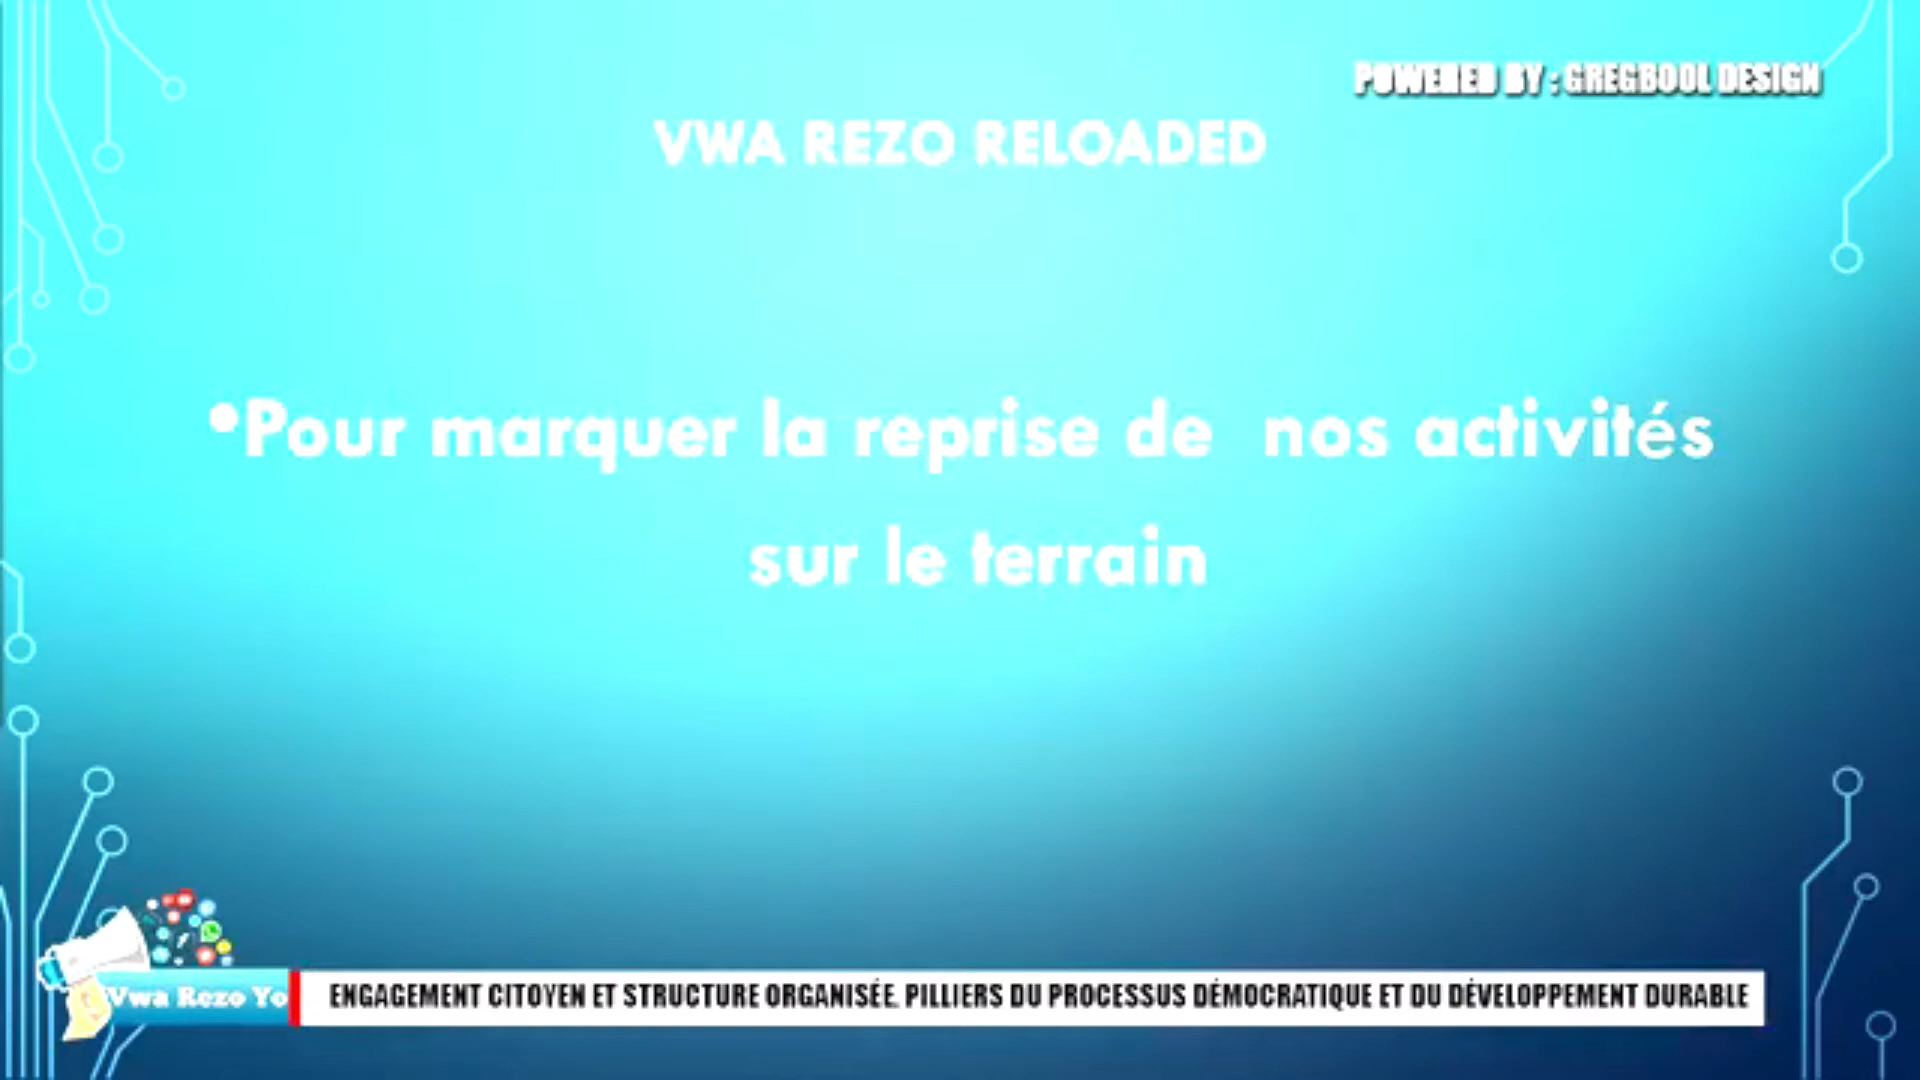 POWERED BY : GREGBOOL DESIGN
VWA REZO RELOADED
•Pour marquer la reprise de  nos activités
sur le terrain
Vwa Rezo Yo
ENGAGEMENT CITOYEN ET STRUCTURE ORGANISÉE, PILLIERS DU PROCESSUS DÉMOCRATIQUE ET DU DÉVELOPPEMENT DURABLE